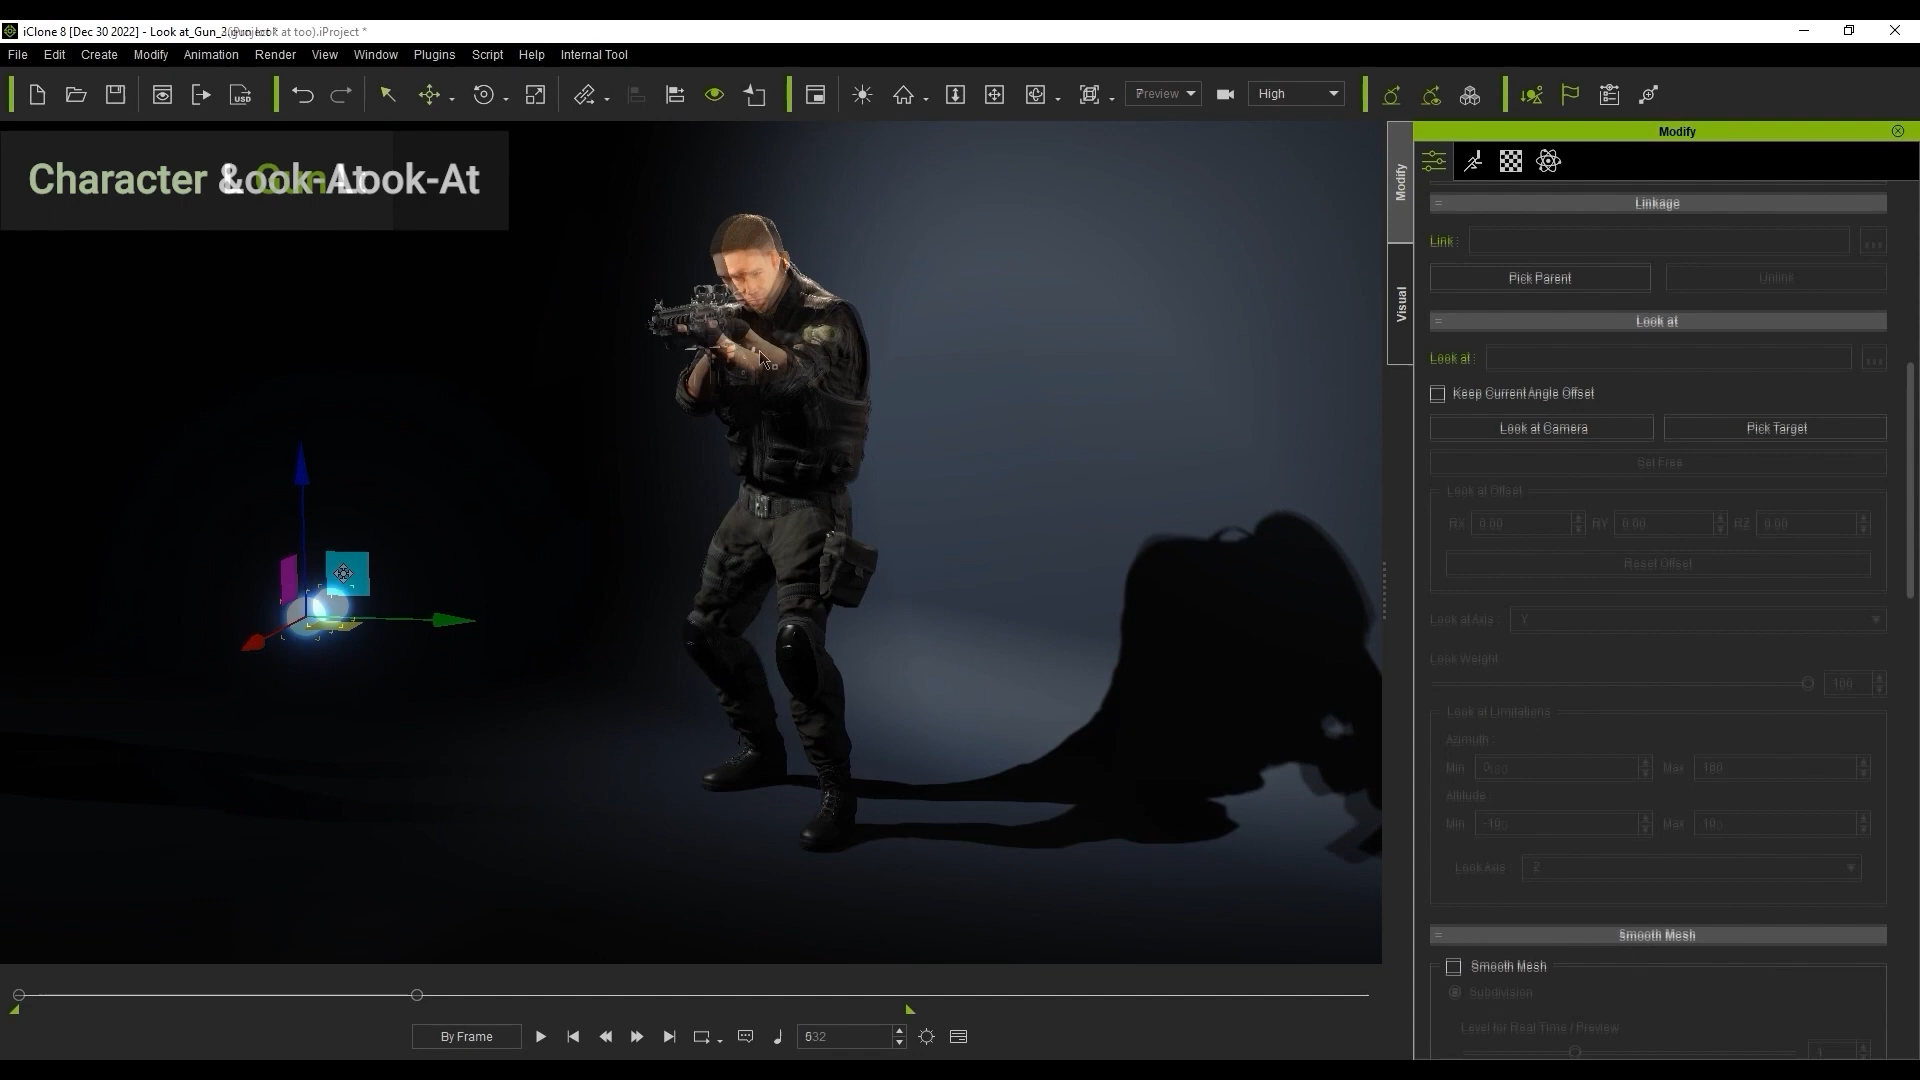 iClone 8 [Dec 30 2022] - Look at_Gun_
File Edit Create Modify Animation Render View Window Plugins Script Help Internal Tool
USD
Preview
High
Modify
Character & Look-At
Modify
Visual
Linkage
Link :
Pick Parent Unlink
Look at
Look at :
Keep Current Angle Offset
Look at Camera Pick Target
Set Free
Look at Offset
RX 0.00 RY 0.00 RZ 0.00
Reset Offset
Look at Axis : Y
Look Weight
100
Look at Limitations
Azimuth :
Min Max 180
Altitude :
Min Max
Look Axis : Z
Smooth Mesh
Smooth Mesh
Subdivision
Level for Real Time / Preview
1
By Frame